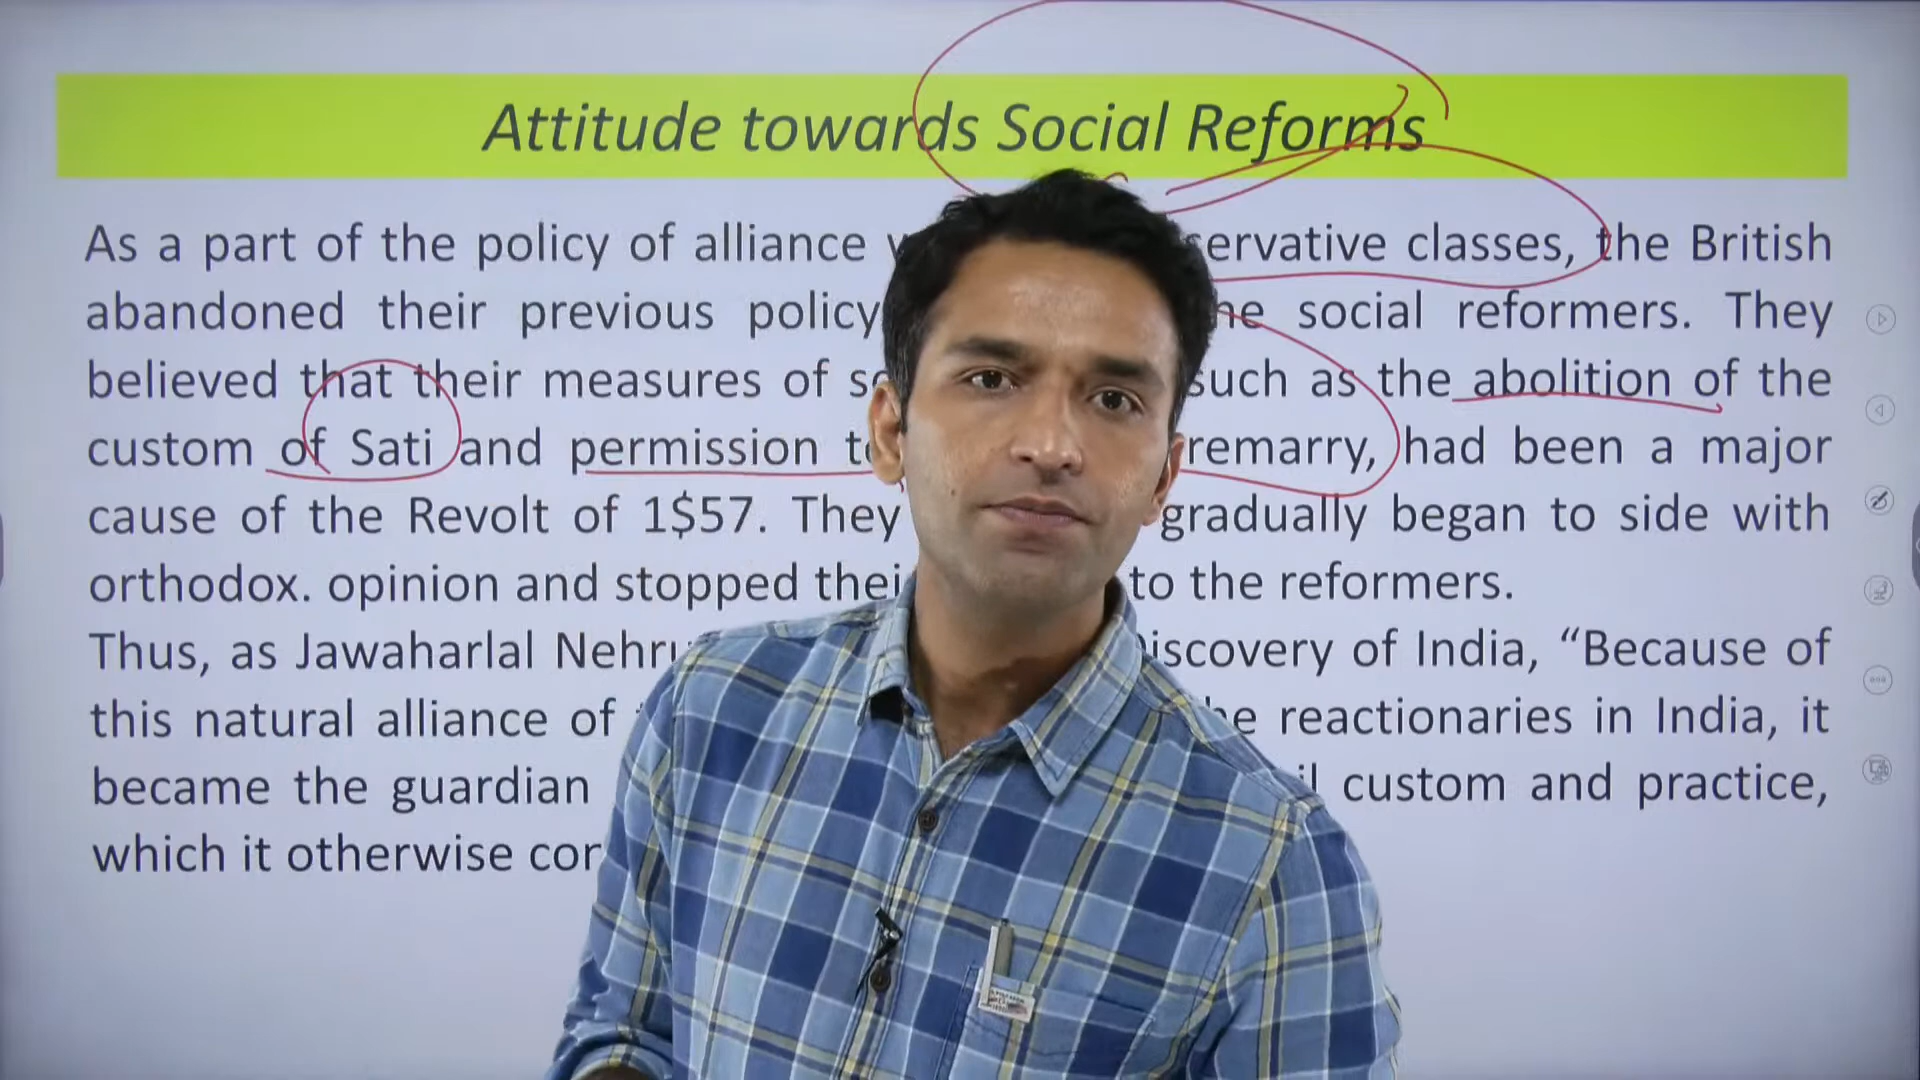 Attitude towards Social Reforms
As a part of the policy of alliance servative classes, the British
abandoned their previous policy social reformers. They
believed that their measures of such as the abolition of the
custom of Sati and permission remarry, had been a major
cause of the Revolt of 1$57. They gradually began to side with
orthodox. opinion and stopped to the reformers.
Thus, as Jawaharlal iscovery of India, “Because of
this natural alliance of reactionaries in India, it
became the guardian custom and practice,
which it otherwise